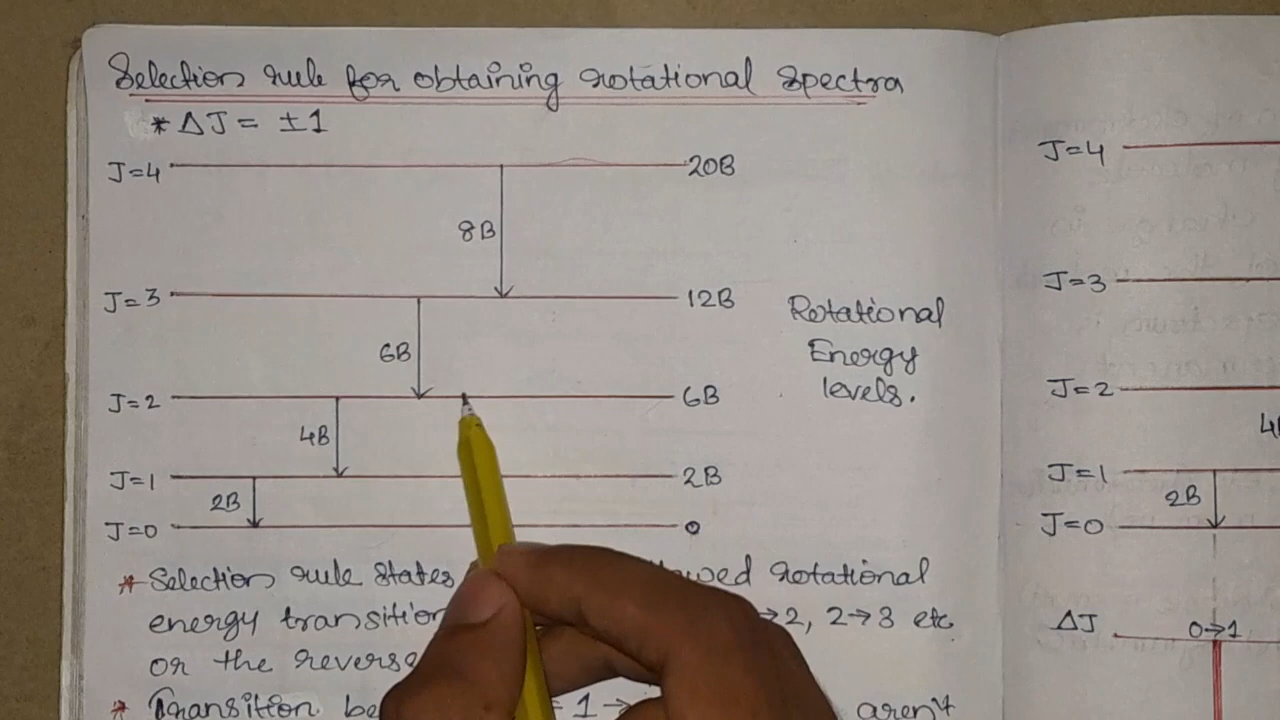 Selection rule for obtaining rotational spectra
* ΔJ = ±1
J=4 20B
8B
J=3 12B
6B
J=2 6B
4B
J=1 2B
2B
J=0 0
Rotational
Energy
levels.
* Selection rule states rotational
energy transition →2, 2→3 etc
or the reverse
* Transition 1→ aren't
J=4
J=3
J=2
J=1
2B
J=0
ΔJ 0→1